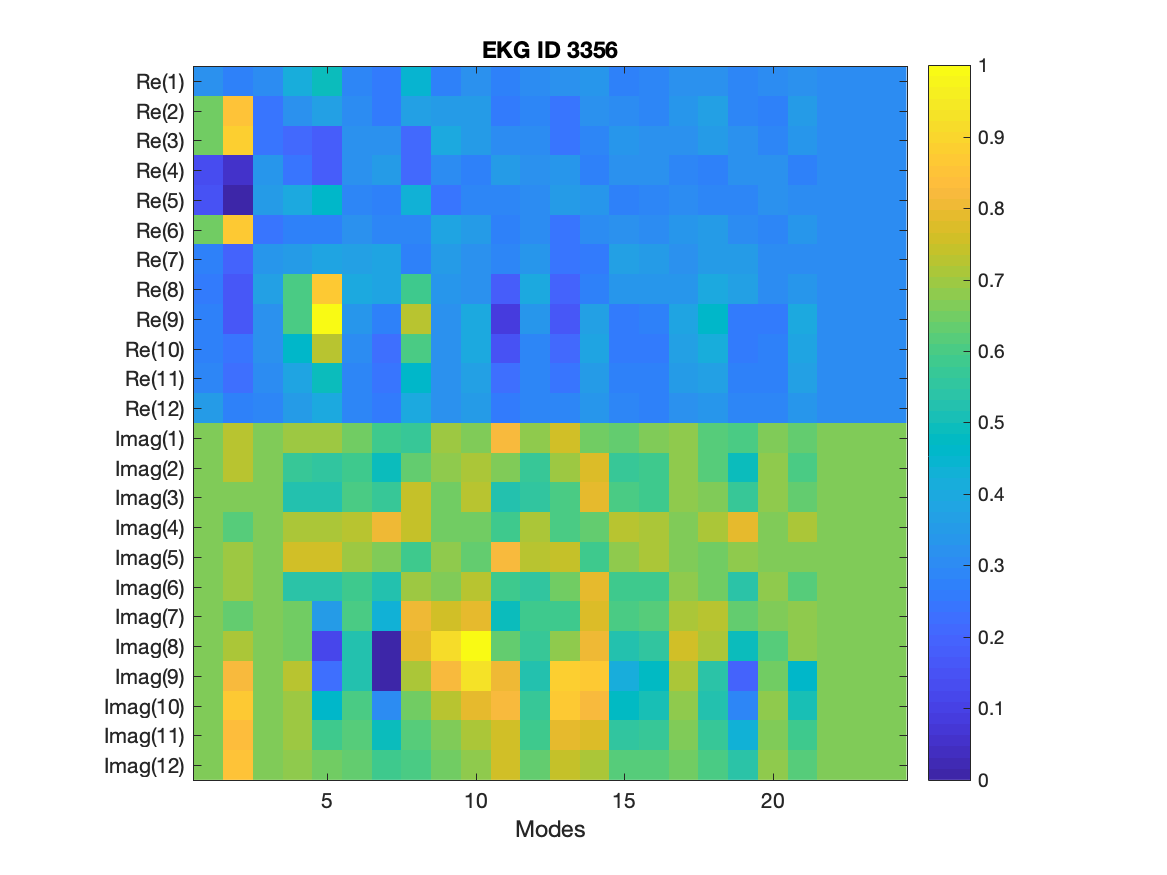 EKG ID 3356
Re(1)
Re(2)
Re(3)
Re(4)
Re(5)
Re(6)
Re(7)
Re(8)
Re(9)
Re(10)
Re(11)
Re(12)
Imag(1)
Imag(2)
Imag(3)
Imag(4)
Imag(5)
Imag(6)
Imag(7)
Imag(8)
Imag(9)
Imag(10)
Imag(11)
Imag(12)
5 10 15 20
Modes
1
0.9
0.8
0.7
0.6
0.5
0.4
0.3
0.2
0.1
0